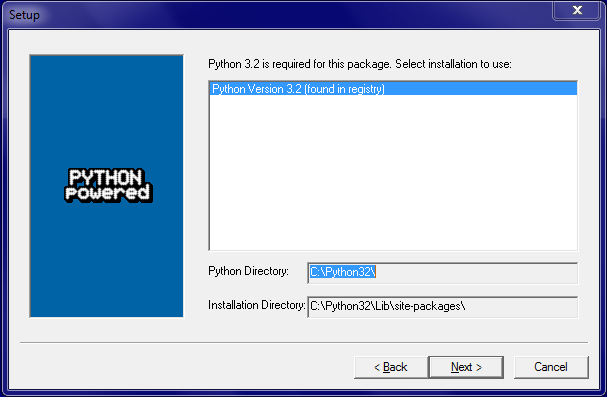 Setup
Python 3.2 is required for this package. Select installation to use:
Python Version 3.2 (found in registry)
PYTHON
powered
Python Directory:
C:\Python32\
Installation Directory:
C:\Python32\Lib\site-packages\
< Back
Next >
Cancel